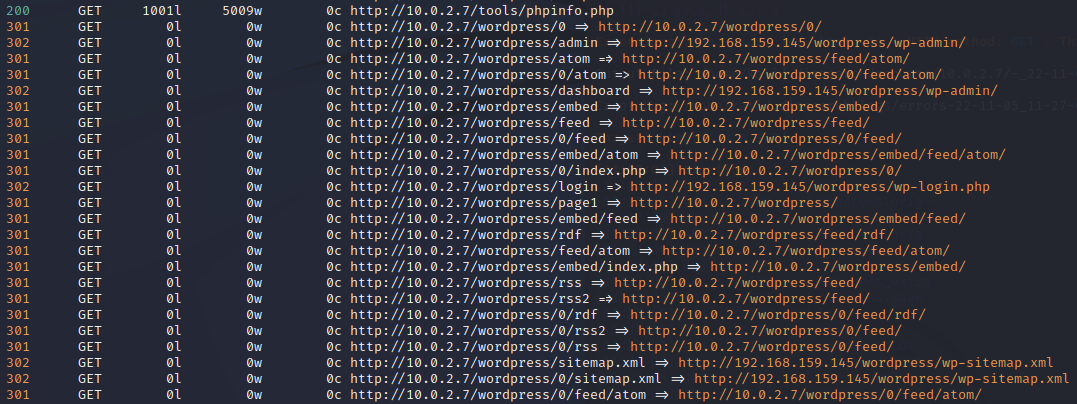 200 GET 1001l 5009w 0c http://10.0.2.7/tools/phpinfo.php
301 GET 0l 0w 0c http://10.0.2.7/wordpress/0 => http://10.0.2.7/wordpress/0/
302 GET 0l 0w 0c http://10.0.2.7/wordpress/admin => http://192.168.159.145/wordpress/wp-admin/
301 GET 0l 0w 0c http://10.0.2.7/wordpress/atom => http://10.0.2.7/wordpress/feed/atom/
301 GET 0l 0w 0c http://10.0.2.7/wordpress/0/atom => http://10.0.2.7/wordpress/0/feed/atom/
302 GET 0l 0w 0c http://10.0.2.7/wordpress/dashboard => http://192.168.159.145/wordpress/wp-admin/
301 GET 0l 0w 0c http://10.0.2.7/wordpress/embed => http://10.0.2.7/wordpress/embed/
301 GET 0l 0w 0c http://10.0.2.7/wordpress/feed => http://10.0.2.7/wordpress/feed/
301 GET 0l 0w 0c http://10.0.2.7/wordpress/0/feed => http://10.0.2.7/wordpress/0/feed/
301 GET 0l 0w 0c http://10.0.2.7/wordpress/embed/atom => http://10.0.2.7/wordpress/embed/feed/atom/
301 GET 0l 0w 0c http://10.0.2.7/wordpress/0/index.php => http://10.0.2.7/wordpress/0/
302 GET 0l 0w 0c http://10.0.2.7/wordpress/login => http://192.168.159.145/wordpress/wp-login.php
301 GET 0l 0w 0c http://10.0.2.7/wordpress/page1 => http://10.0.2.7/wordpress/
301 GET 0l 0w 0c http://10.0.2.7/wordpress/embed/feed => http://10.0.2.7/wordpress/embed/feed/
301 GET 0l 0w 0c http://10.0.2.7/wordpress/rdf => http://10.0.2.7/wordpress/feed/rdf/
301 GET 0l 0w 0c http://10.0.2.7/wordpress/feed/atom => http://10.0.2.7/wordpress/feed/atom/
301 GET 0l 0w 0c http://10.0.2.7/wordpress/embed/index.php => http://10.0.2.7/wordpress/embed/
301 GET 0l 0w 0c http://10.0.2.7/wordpress/rss => http://10.0.2.7/wordpress/feed/
301 GET 0l 0w 0c http://10.0.2.7/wordpress/rss2 => http://10.0.2.7/wordpress/feed/
301 GET 0l 0w 0c http://10.0.2.7/wordpress/0/rdf => http://10.0.2.7/wordpress/0/feed/rdf/
301 GET 0l 0w 0c http://10.0.2.7/wordpress/0/rss2 => http://10.0.2.7/wordpress/0/feed/
301 GET 0l 0w 0c http://10.0.2.7/wordpress/0/rss => http://10.0.2.7/wordpress/0/feed/
302 GET 0l 0w 0c http://10.0.2.7/wordpress/sitemap.xml => http://192.168.159.145/wordpress/wp-sitemap.xml
302 GET 0l 0w 0c http://10.0.2.7/wordpress/0/sitemap.xml => http://192.168.159.145/wordpress/wp-sitemap.xml
301 GET 0l 0w 0c http://10.0.2.7/wordpress/0/feed/atom => http://10.0.2.7/wordpress/0/feed/atom/